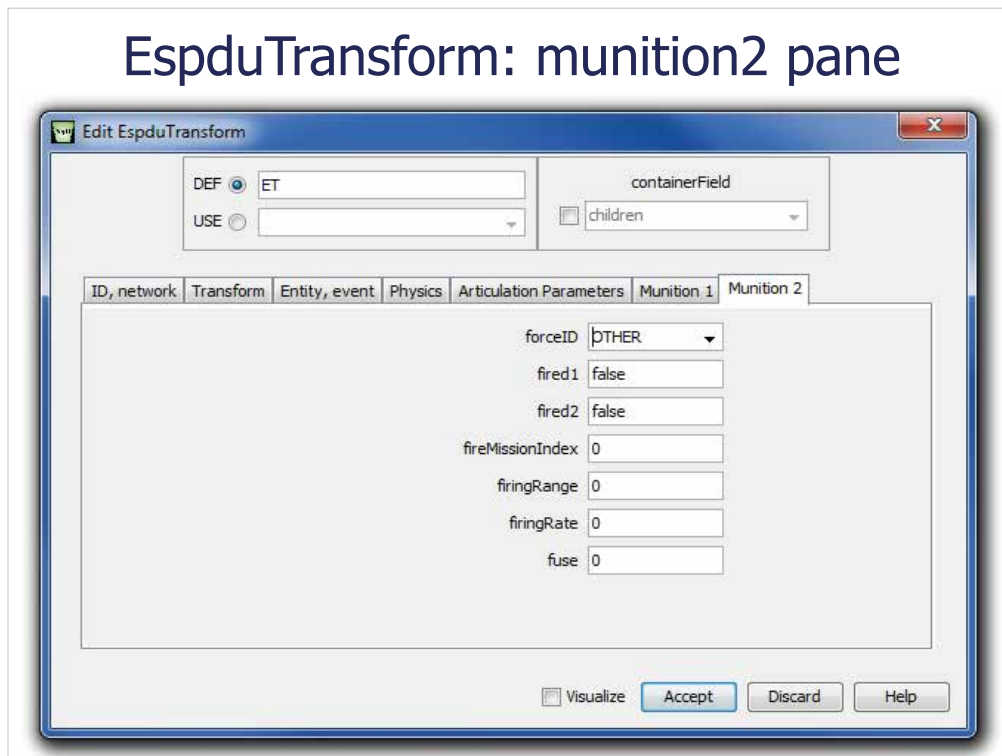 EspduTransform: munition2 pane
Edit EspduTransform
DEF ET
containerField
USE
children
ID, network Transform Entity, event Physics Articulation Parameters Munition 1 Munition 2
forceID OTHER
fired1 false
fired2 false
fireMissionIndex 0
firingRange 0
firingRate 0
fuse 0
Visualize Accept Discard Help